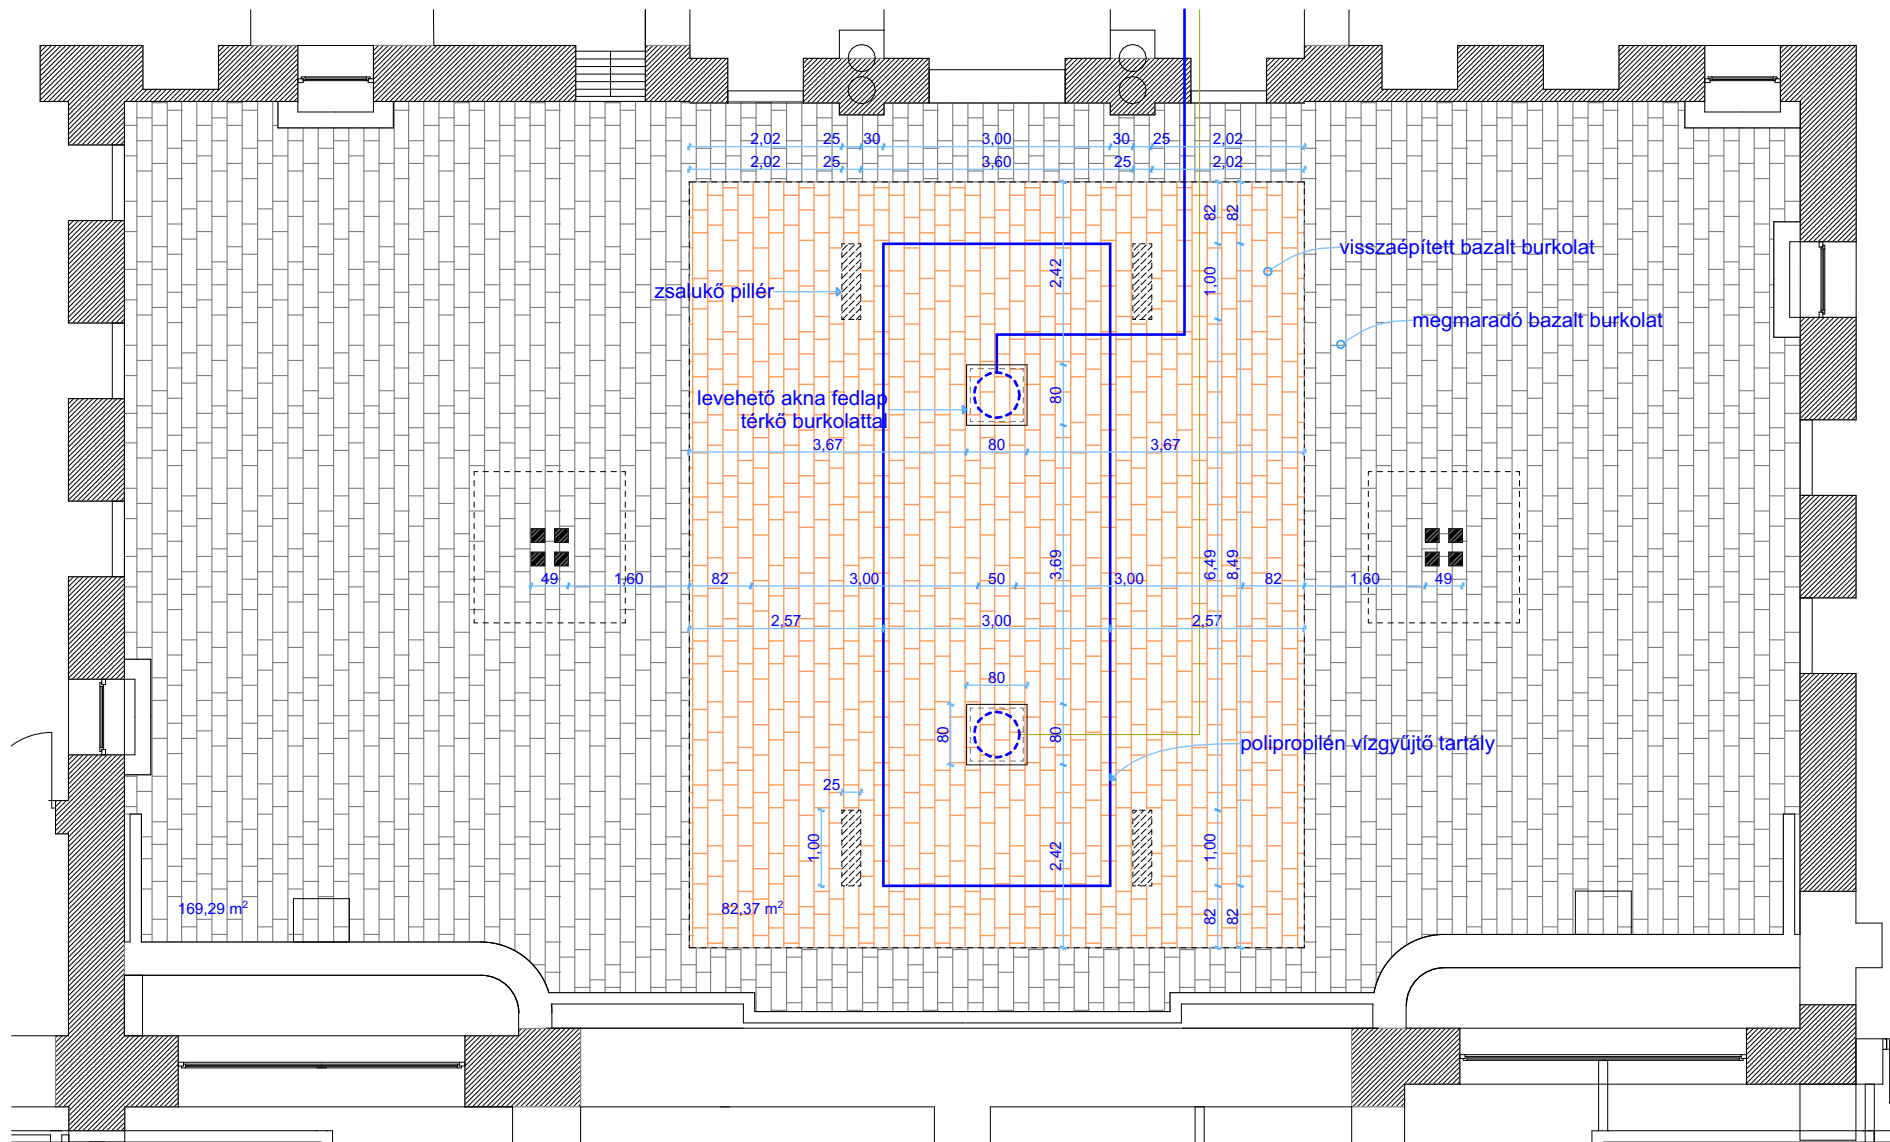 2,02 25 30 3,00 30 25 2,02
2,02 25 3,60 25 2,02
82 82
visszaépített bazalt burkolat
2,42 1,00
zsalukő pillér
megmaradó bazalt burkolat
levehető akna fedlap
térkő burkolattal
80
3,67 80 3,67
3,69 6,49 8,49
49 1,60 82 3,00 50 3,00 82 1,60 49
2,57 3,00 2,57
80
80 80
polipropilén vízgyűjtő tartály
25
1,00 2,42 1,00
169,29 m²
82,37 m²
82 82